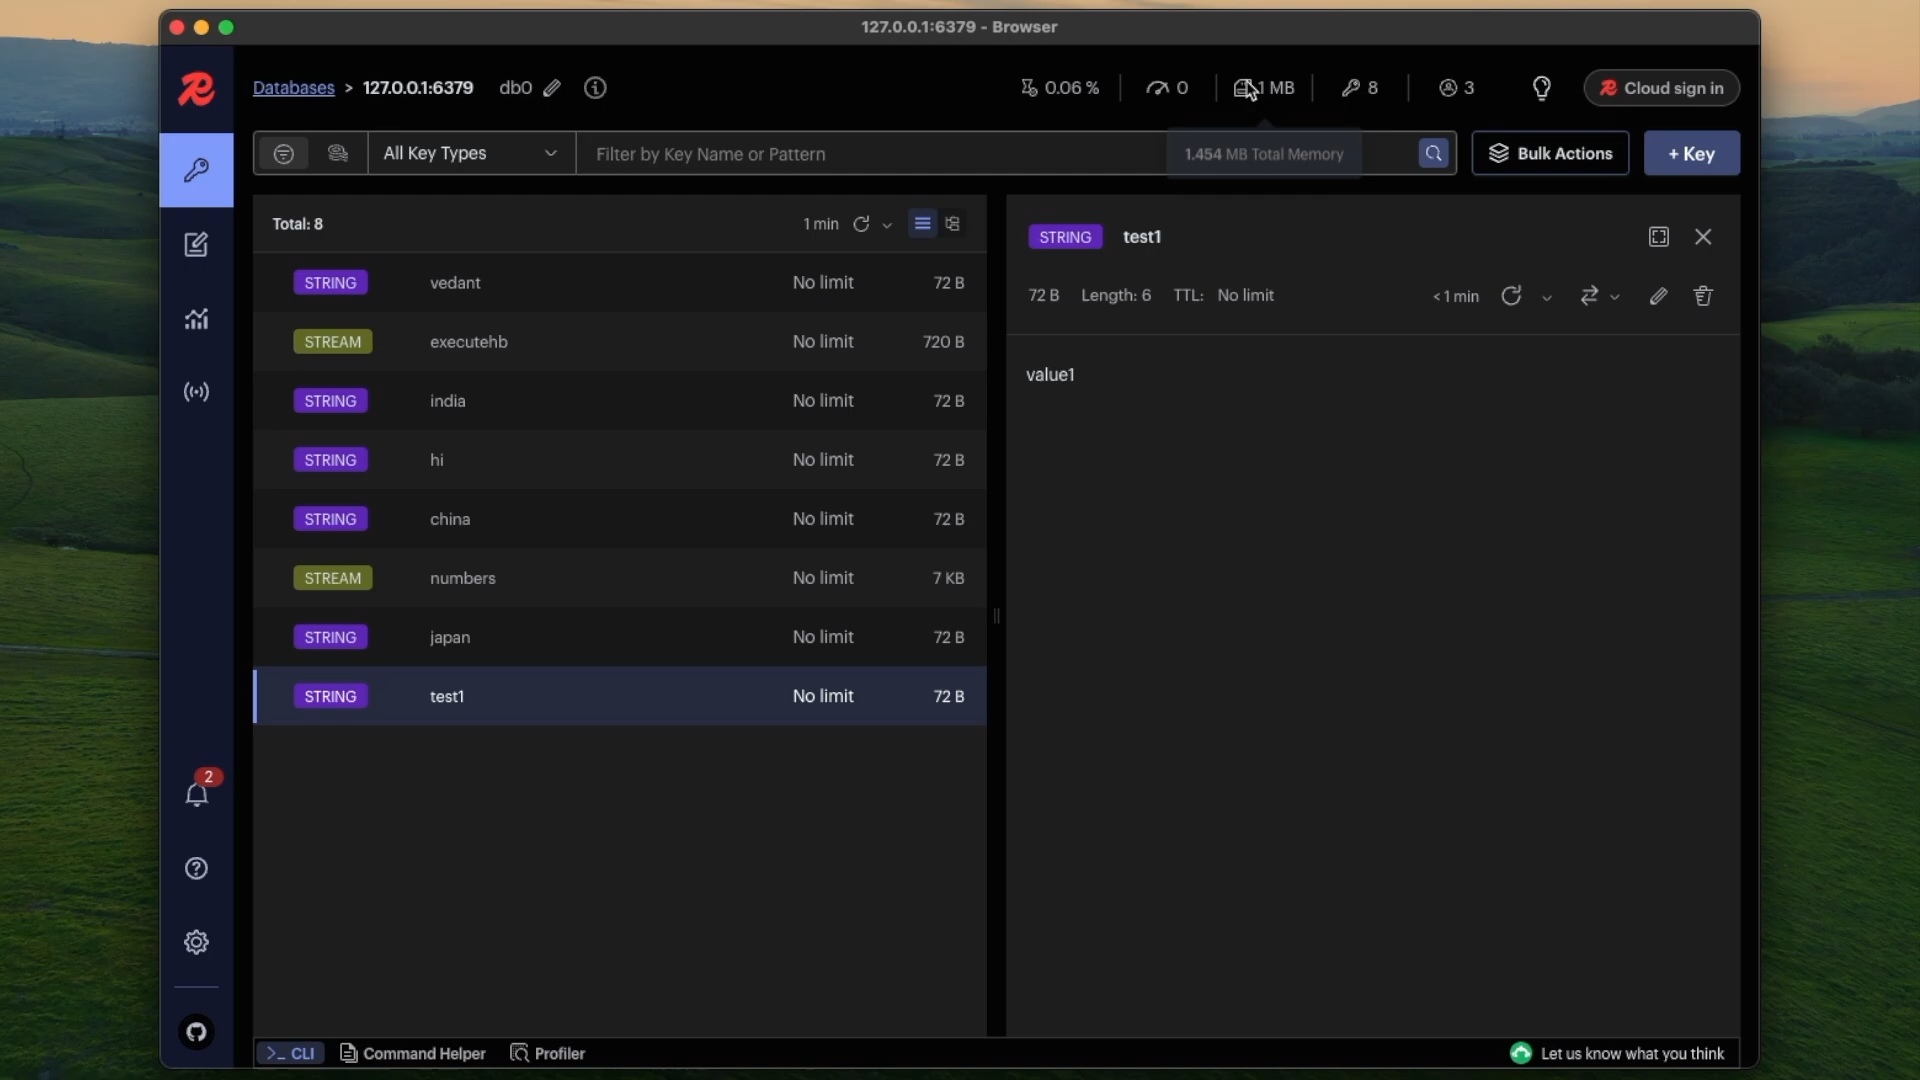 127.0.0.1:6379 - Browser
Databases > 127.0.0.1:6379 db0 0.06 % 0 1 MB 8 3 Cloud sign in
All Key Types Filter by Key Name or Pattern 1.454 MB Total Memory Bulk Actions + Key
Total: 8 1 min
STRING vedant No limit 72 B
STREAM executehb No limit 720 B
STRING india No limit 72 B
STRING hi No limit 72 B
STRING china No limit 72 B
STREAM numbers No limit 7 KB
STRING japan No limit 72 B
STRING test1 No limit 72 B
STRING test1
72 B Length: 6 TTL: No limit < 1 min
value1
2
>_ CLI Command Helper Profiler Let us know what you think